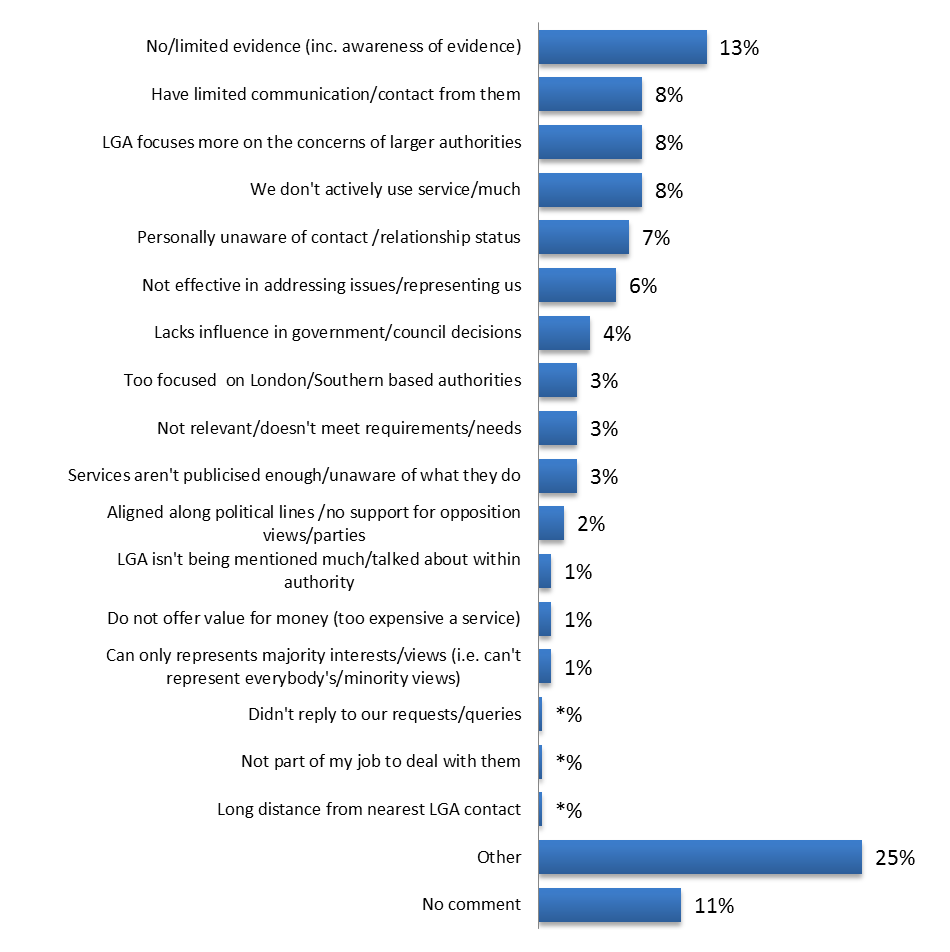 No/limited evidence (inc. awareness of evidence) 13%
Have limited communication/contact from them 8%
LGA focuses more on the concerns of larger authorities 8%
We don't actively use service/much 8%
Personally unaware of contact /relationship status 7%
Not effective in addressing issues/representing us 6%
Lacks influence in government/council decisions 4%
Too focused  on London/Southern based authorities 3%
Not relevant/doesn't meet requirements/needs 3%
Services aren't publicised enough/unaware of what they do 3%
Aligned along political lines /no support for opposition
views/parties 2%
LGA isn't being mentioned much/talked about within
authority 1%
Do not offer value for money (too expensive a service) 1%
Can only represents majority interests/views (i.e. can't
represent everybody's/minority views) 1%
Didn't reply to our requests/queries *%
Not part of my job to deal with them *%
Long distance from nearest LGA contact *%
Other 25%
No comment 11%